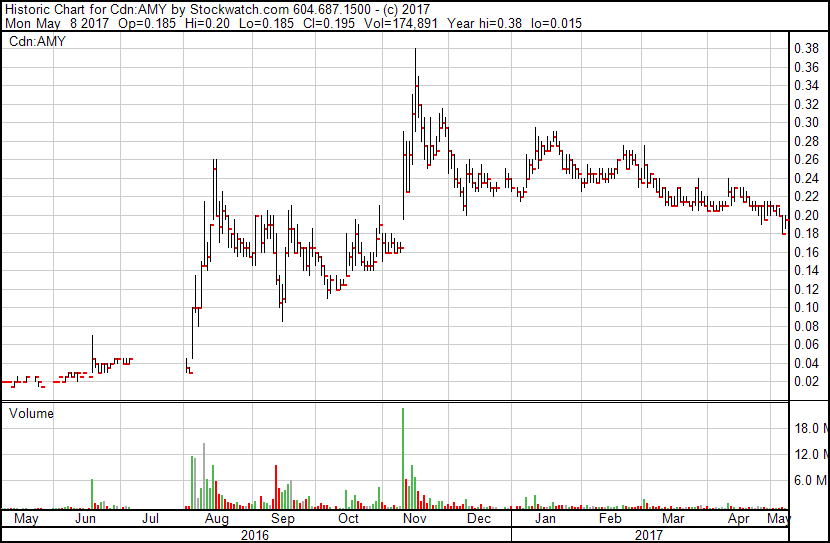 Historic Chart for Cdn:AMY by Stockwatch.com 604.687.1500 - (c) 2017
Mon May 8 2017 Op=0.185 Hi=0.20 Lo=0.185 Cl=0.195 Vol=174,891 Year hi=0.38 lo=0.015
Cdn:AMY
0.38
0.36
0.34
0.32
0.30
0.28
0.26
0.24
0.22
0.20
0.18
0.16
0.14
0.12
0.10
0.08
0.06
0.04
0.02
Volume
18.0 M
12.0 M
6.0 M
May Jun Jul Aug Sep Oct Nov Dec Jan Feb Mar Apr May
2016 2017